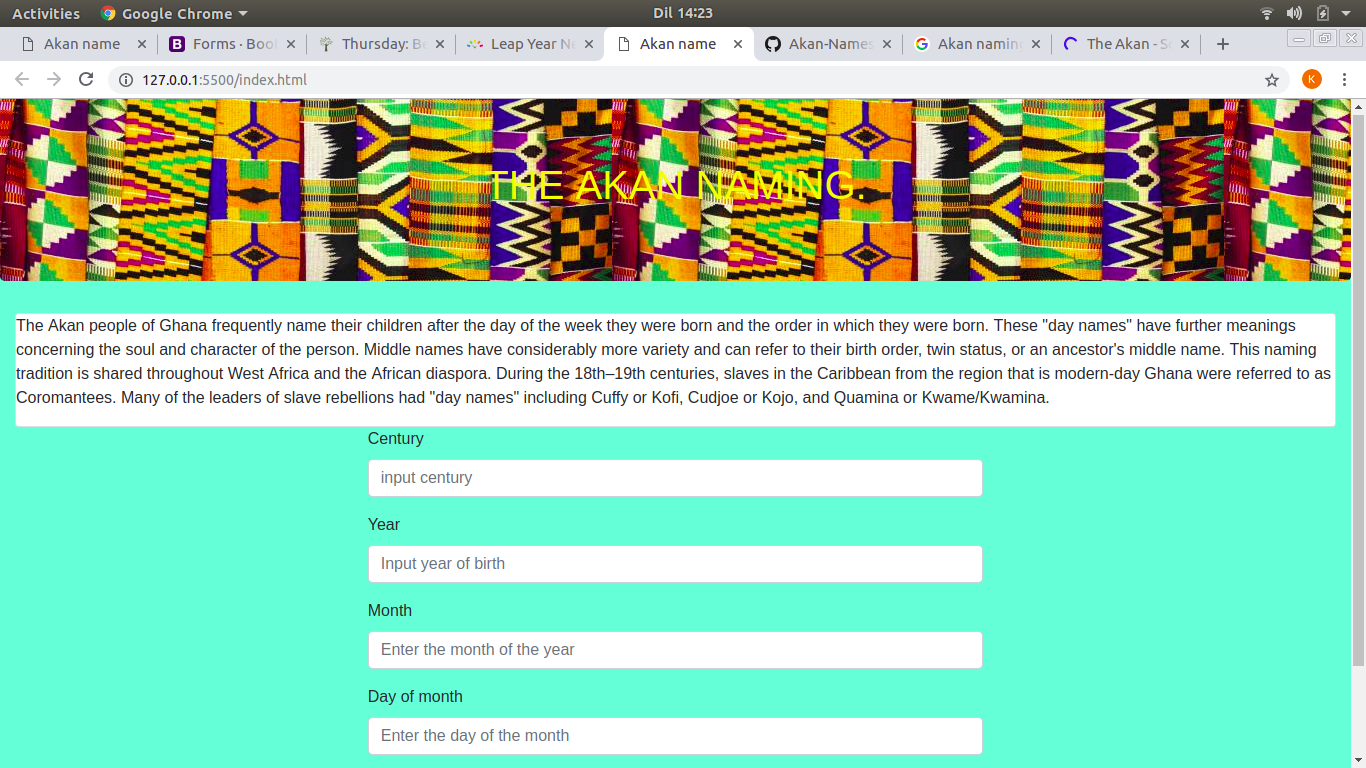 Activities Google Chrome Dil 14:23
Akan name Forms · Boo Thursday: Be Leap Year N Akan name Akan-Names Akan naming The Akan - S
127.0.0.1:5500/index.html K
THE AKAN NAMING.
The Akan people of Ghana frequently name their children after the day of the week they were born and the order in which they were born. These "day names" have further meanings
concerning the soul and character of the person. Middle names have considerably more variety and can refer to their birth order, twin status, or an ancestor's middle name. This naming
tradition is shared throughout West Africa and the African diaspora. During the 18th–19th centuries, slaves in the Caribbean from the region that is modern-day Ghana were referred to as
Coromantees. Many of the leaders of slave rebellions had "day names" including Cuffy or Kofi, Cudjoe or Kojo, and Quamina or Kwame/Kwamina.
Century
input century
Year
Input year of birth
Month
Enter the month of the year
Day of month
Enter the day of the month